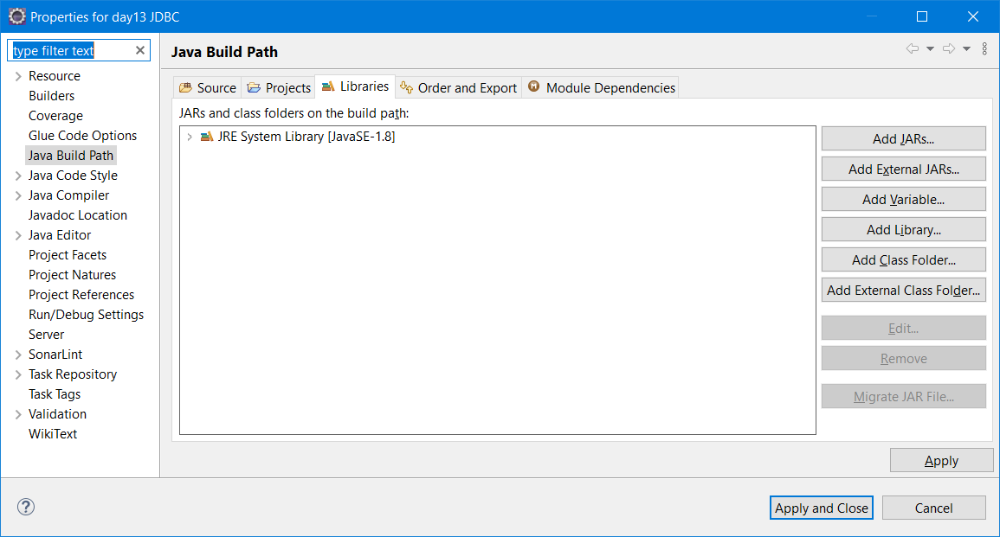 Properties for day13 JDBC
type filter text
Resource
Builders
Coverage
Glue Code Options
Java Build Path
Java Code Style
Java Compiler
Javadoc Location
Java Editor
Project Facets
Project Natures
Project References
Run/Debug Settings
Server
SonarLint
Task Repository
Task Tags
Validation
WikiText
Java Build Path
Source Projects Libraries Order and Export Module Dependencies
JARs and class folders on the build path:
JRE System Library [JavaSE-1.8]
Add JARs...
Add External JARs...
Add Variable...
Add Library...
Add Class Folder...
Add External Class Folder...
Edit...
Remove
Migrate JAR File...
Apply
Apply and Close Cancel